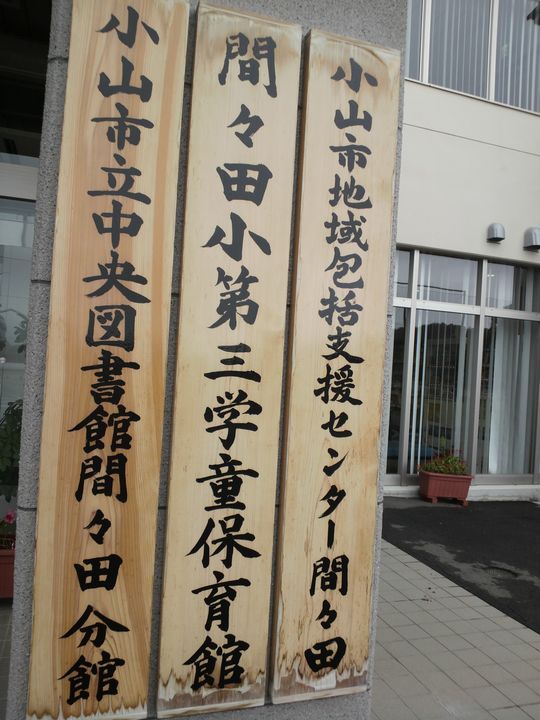 小山市地域包括支援センター間々田
間々田小第三学童保育館
小山市立中央図書館間々田分館